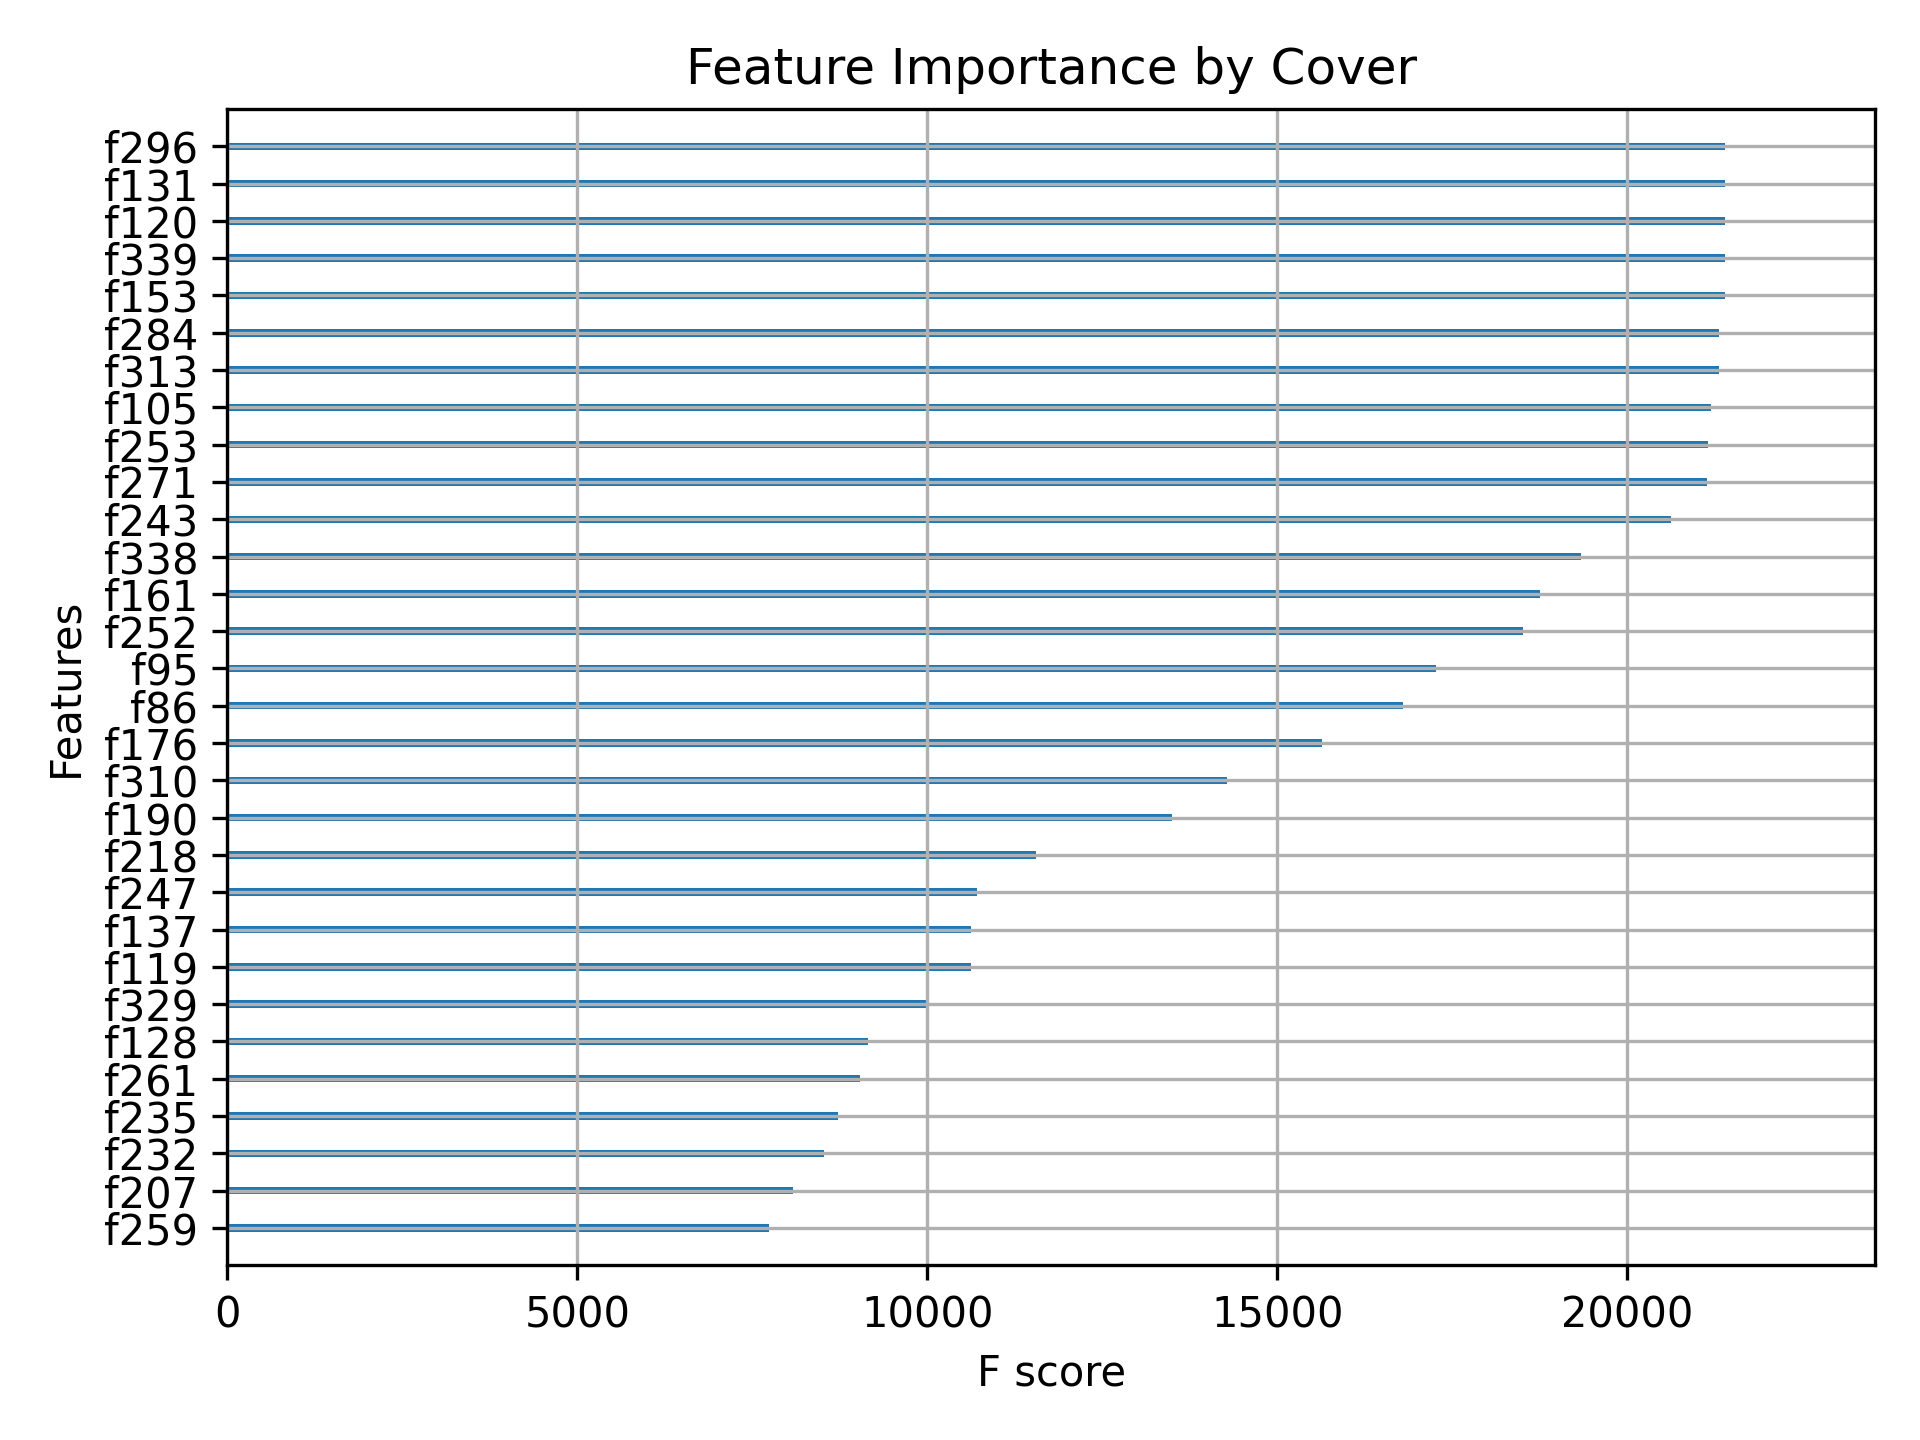 Feature Importance by Cover
f296
f131
f120
f339
f153
f284
f313
f105
f253
f271
f243
f338
f161
f252
f95
f86
f176
f310
f190
f218
f247
f137
f119
f329
f128
f261
f235
f232
f207
f259
Features
0 5000 10000 15000 20000
F score